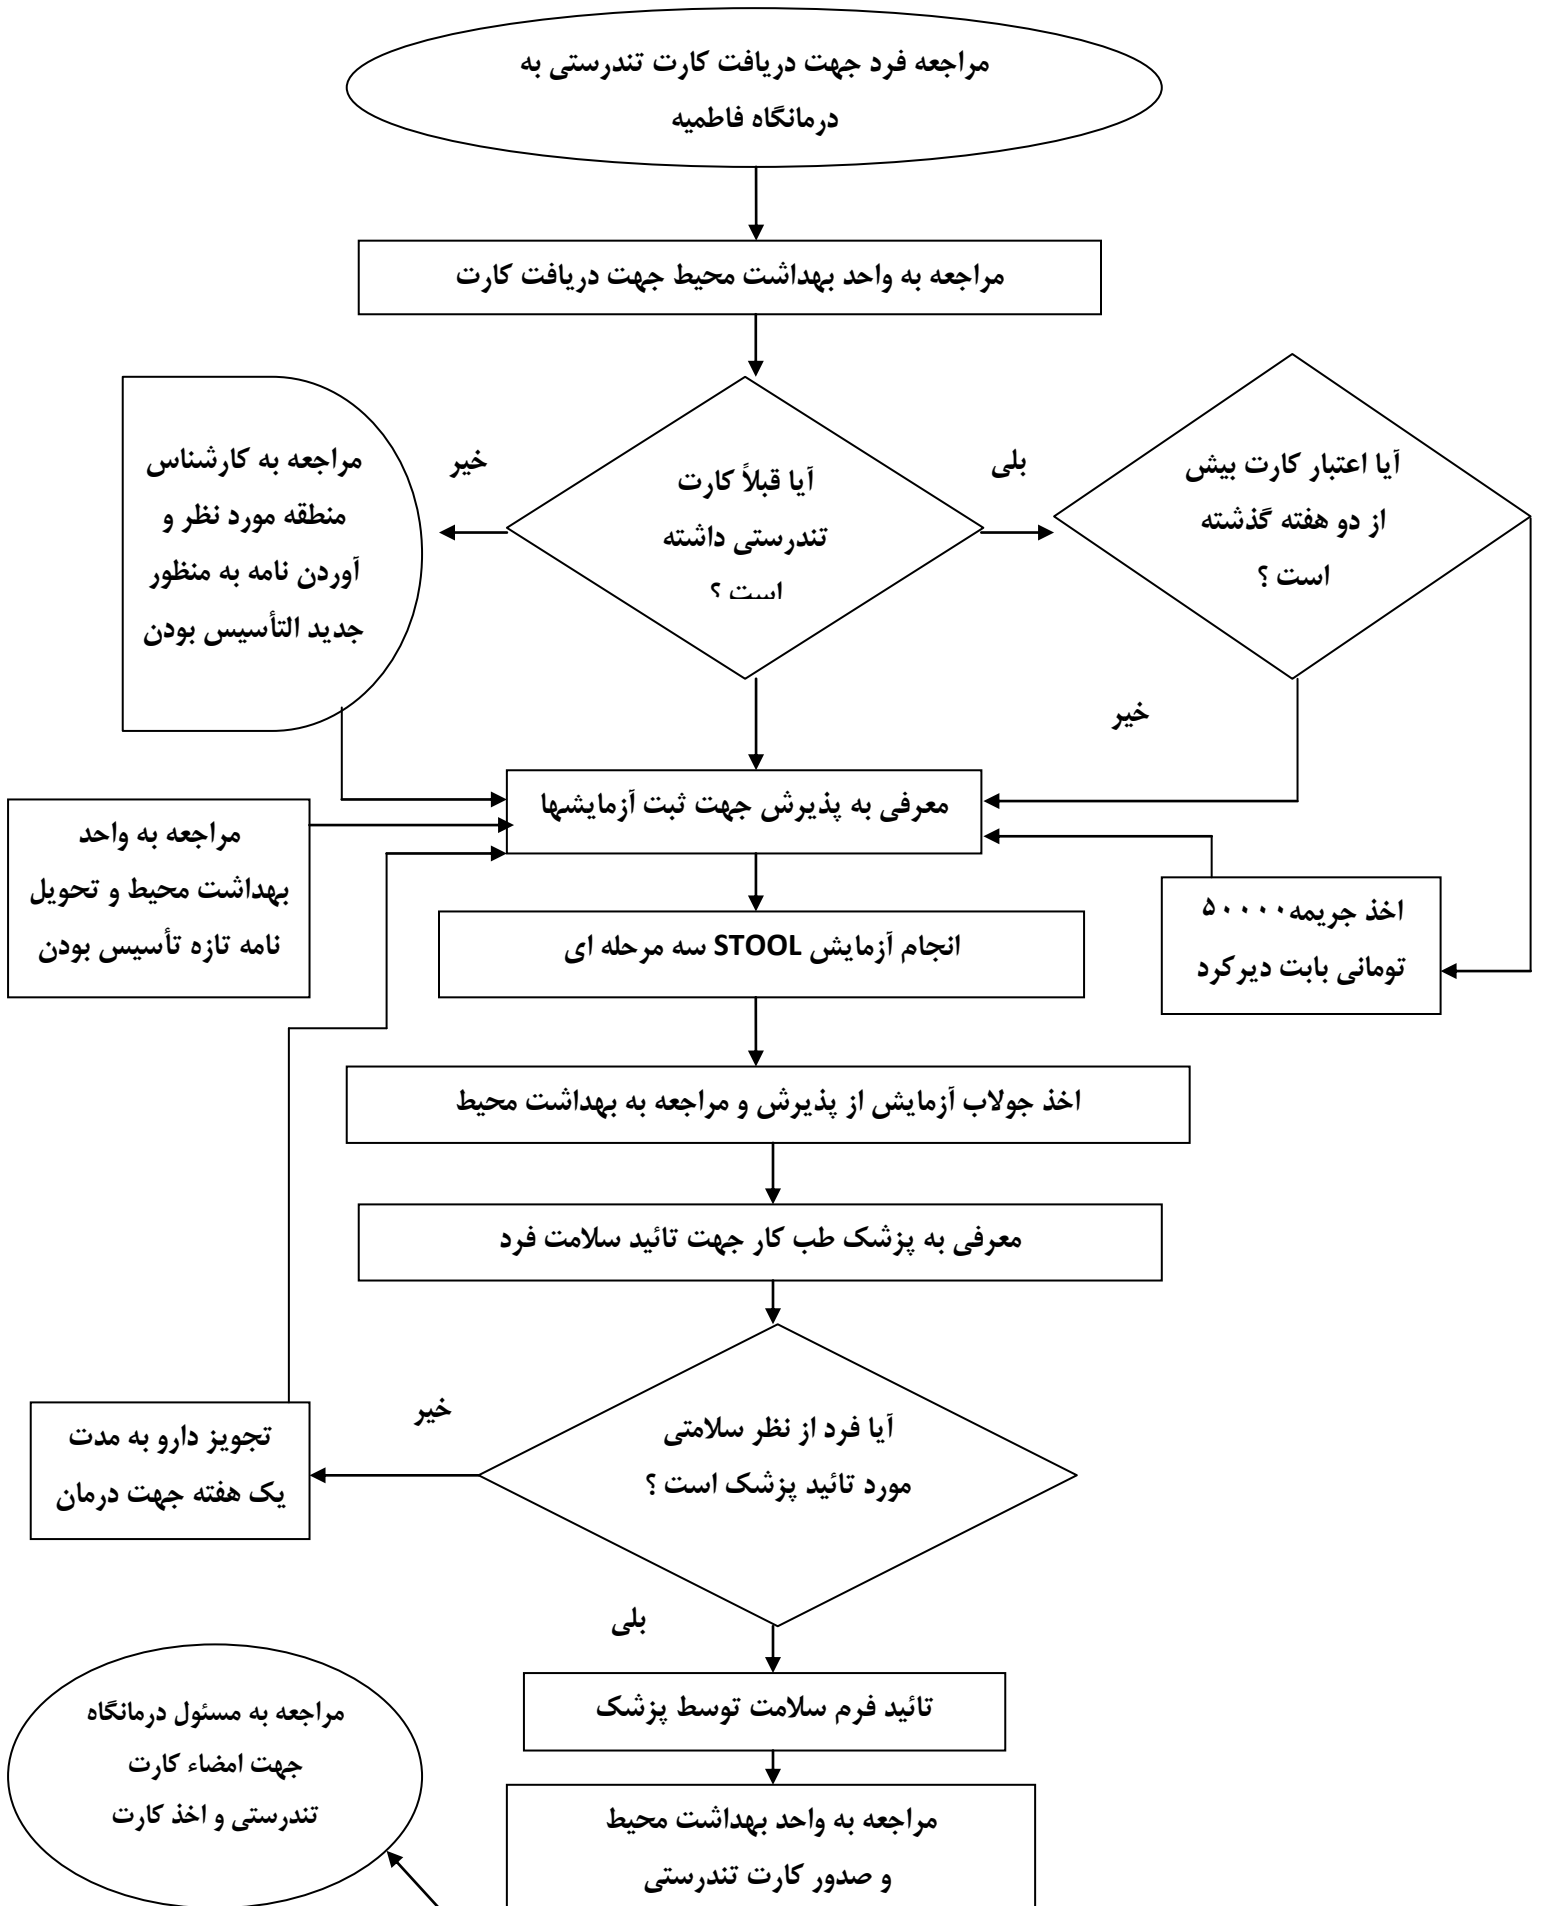 مراجعه فرد جهت دریافت کارت تندرستی به
درمانگاه فاطمیه
مراجعه به واحد بهداشت محیط جهت دریافت کارت
آیا قبلاً کارت
تندرستی داشته
است ؟
بلی
خیر
آیا اعتبار کارت بیش
از دو هفته گذشته
است ؟
مراجعه به کارشناس
منطقه مورد نظر و
آوردن نامه به منظور
جدید التأسیس بودن
خیر
معرفی به پذیرش جهت ثبت آزمایشها
مراجعه به واحد
بهداشت محیط و تحویل
نامه تازه تأسیس بودن
اخذ جریمه۵۰۰۰۰
تومانی بابت دیرکرد
انجام آزمایش STOOL سه مرحله ای
اخذ جولاب آزمایش از پذیرش و مراجعه به بهداشت محیط
معرفی به پزشک طب کار جهت تائید سلامت فرد
آیا فرد از نظر سلامتی
مورد تائید پزشک است ؟
خیر
تجویز دارو به مدت
یک هفته جهت درمان
بلی
تائید فرم سلامت توسط پزشک
مراجعه به واحد بهداشت محیط
و صدور کارت تندرستی
مراجعه به مسئول درمانگاه
جهت امضاء کارت
تندرستی و اخذ کارت